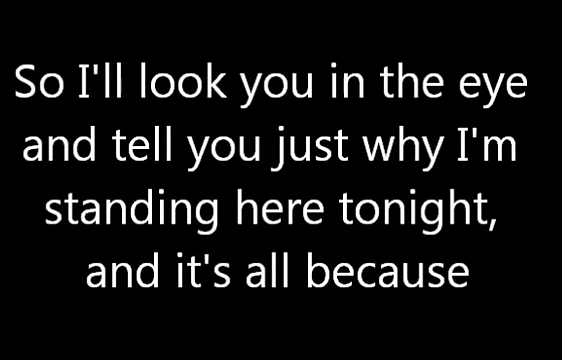 So I'll look you in the eye
and tell you just why I'm
standing here tonight,
and it's all because